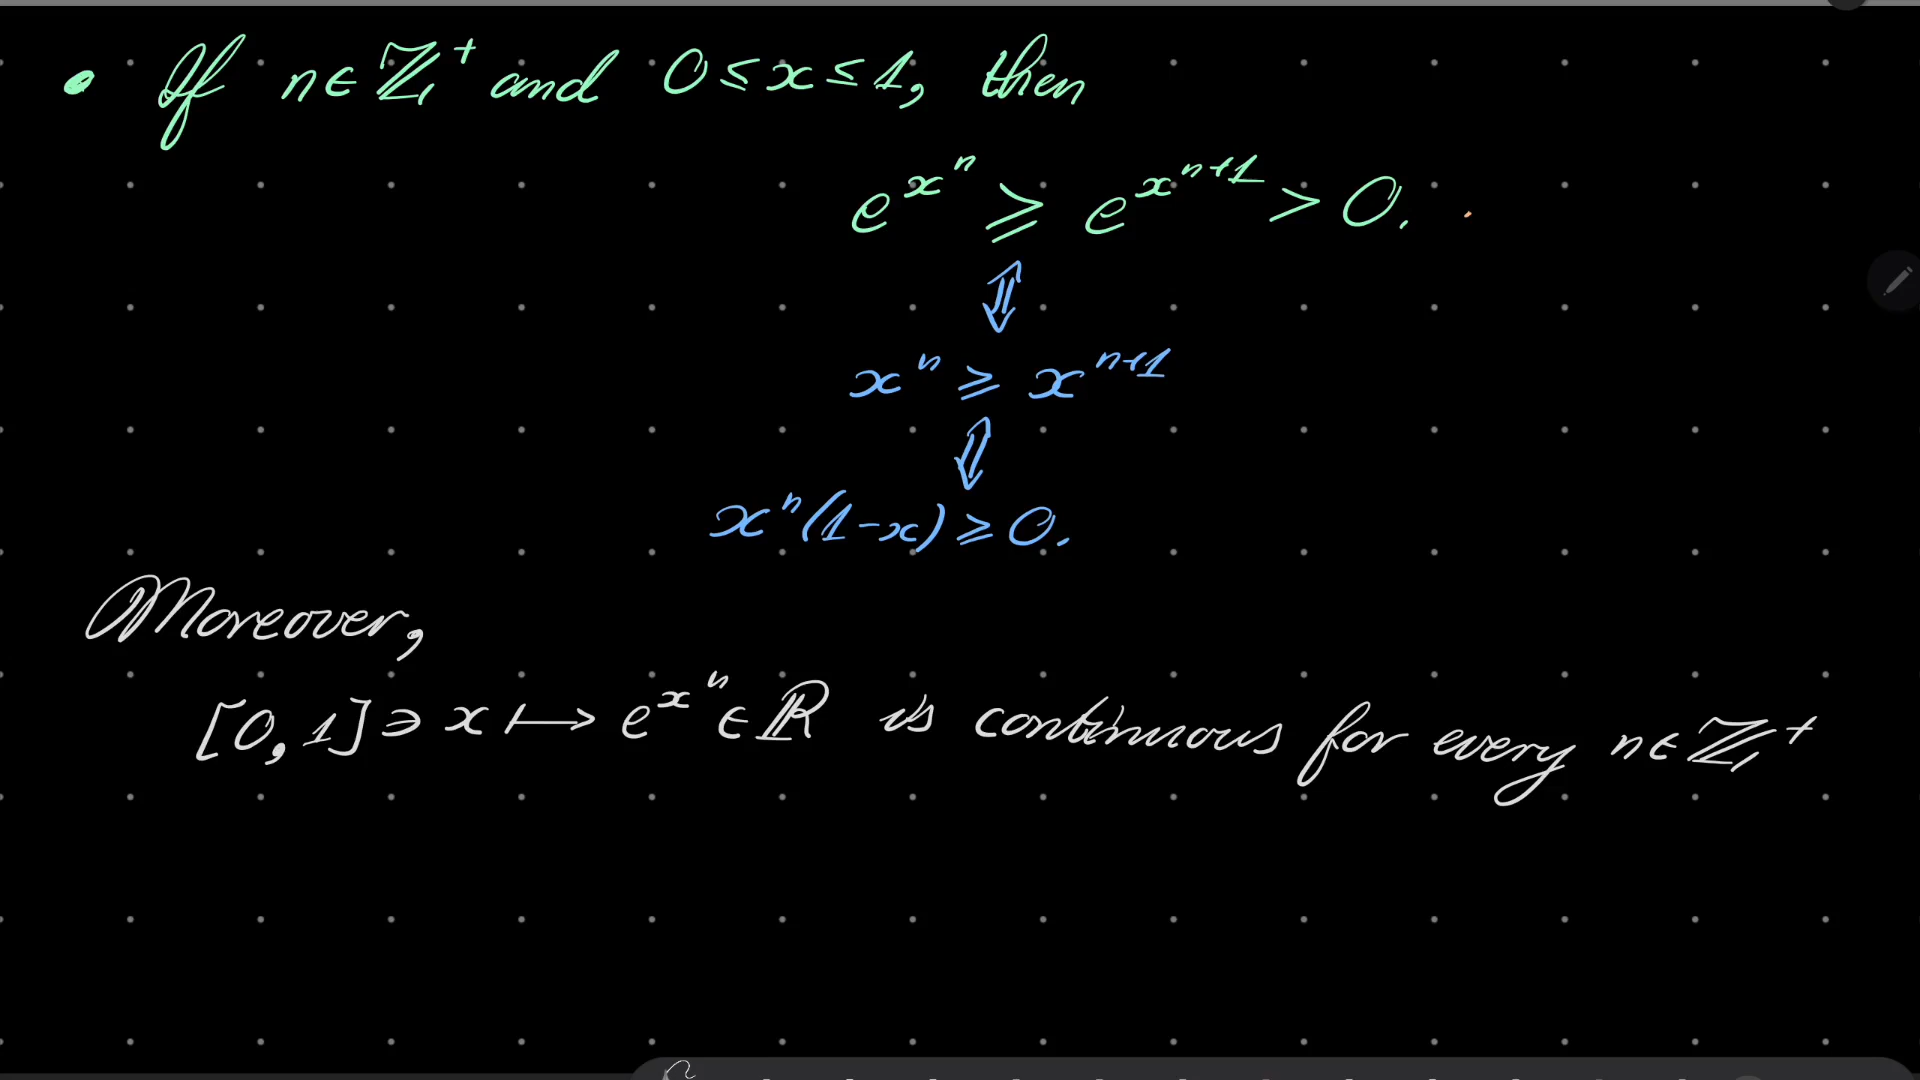 • If n ∈ ℤ⁺ and 0 ≤ x ≤ 1, then
e^{x^n} ⩾ e^{x^{n+1}} > 0.
⇕
x^n ⩾ x^{n+1}
⇕
x^n(1-x) ⩾ 0.
Moreover,
[0,1] ∋ x ⟼ e^{x^n} ∈ ℝ is continuous for every n ∈ ℤ⁺